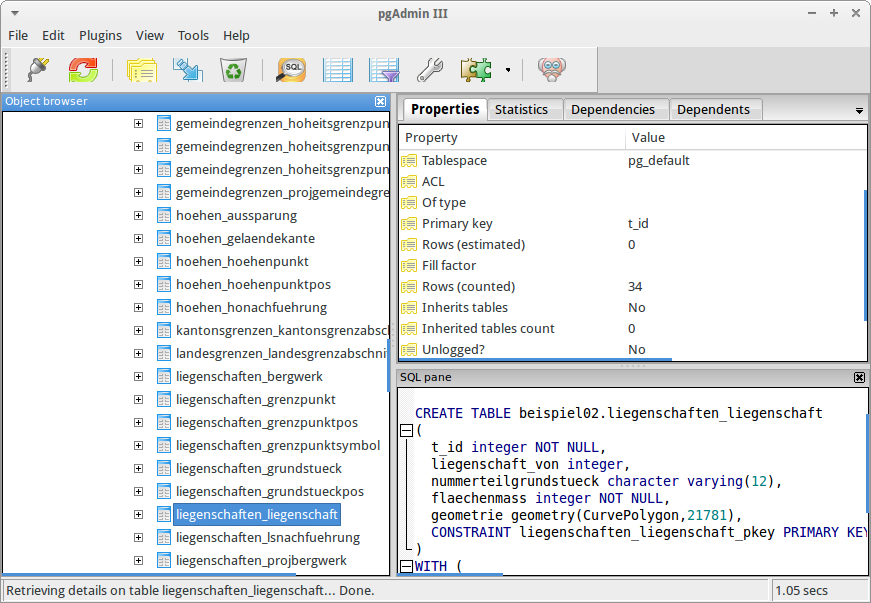 pgAdmin III
File Edit Plugins View Tools Help
SQL
Object browser
gemeindegrenzen_hoheitsgrenzpun
gemeindegrenzen_hoheitsgrenzpun
gemeindegrenzen_hoheitsgrenzpun
gemeindegrenzen_projgemeindegre
hoehen_aussparung
hoehen_gelaendekante
hoehen_hoehenpunkt
hoehen_hoehenpunktpos
hoehen_honachfuehrung
kantonsgrenzen_kantonsgrenzabsch
landesgrenzen_landesgrenzabschni
liegenschaften_bergwerk
liegenschaften_grenzpunkt
liegenschaften_grenzpunktpos
liegenschaften_grenzpunktsymbol
liegenschaften_grundstueck
liegenschaften_grundstueckpos
liegenschaften_liegenschaft
liegenschaften_lsnachfuehrung
liegenschaften_projbergwerk
Properties Statistics Dependencies Dependents
Property Value
Tablespace pg_default
ACL
Of type
Primary key t_id
Rows (estimated) 0
Fill factor
Rows (counted) 34
Inherits tables No
Inherited tables count 0
Unlogged? No
SQL pane
CREATE TABLE beispiel02.liegenschaften_liegenschaft
(
t_id integer NOT NULL,
liegenschaft_von integer,
nummerteilgrundstueck character varying(12),
flaechenmass integer NOT NULL,
geometrie geometry(CurvePolygon,21781),
CONSTRAINT liegenschaften_liegenschaft_pkey PRIMARY KEY
)
WITH (
Retrieving details on table liegenschaften_liegenschaft... Done. 1.05 secs